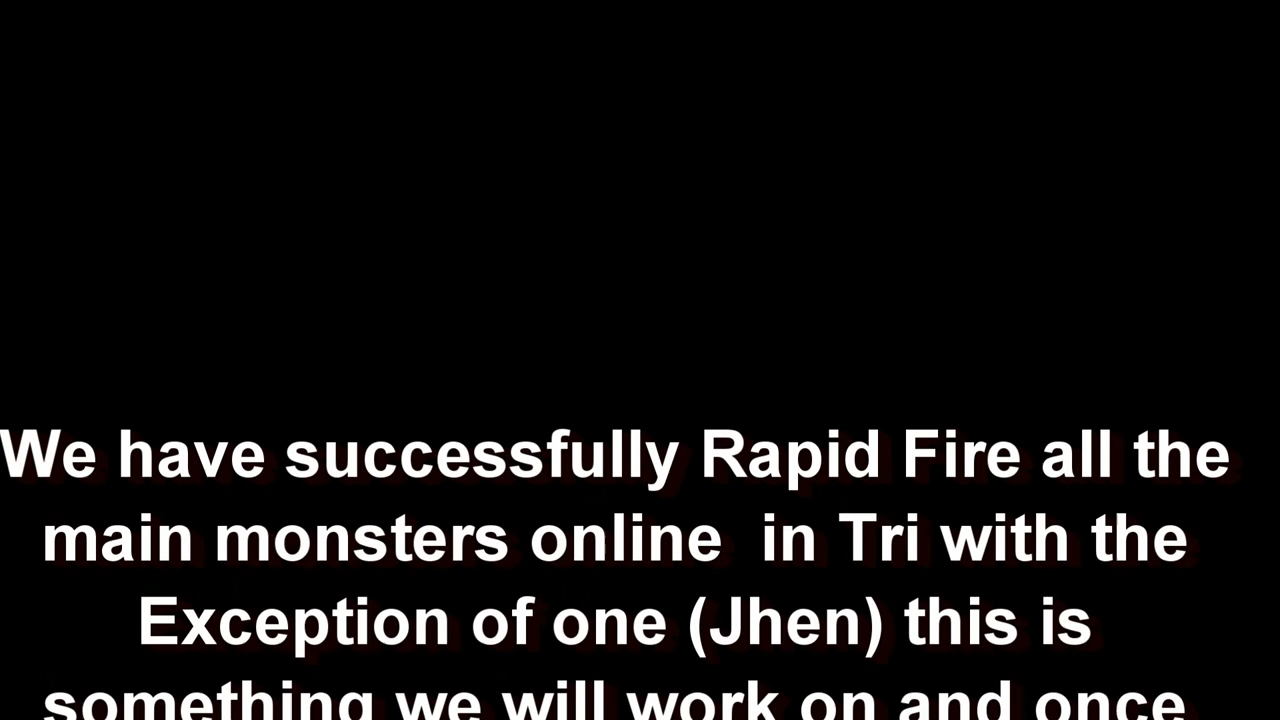 We have successfully Rapid Fire all the
main monsters online in Tri with the
Exception of one (Jhen) this is
something we will work on and once